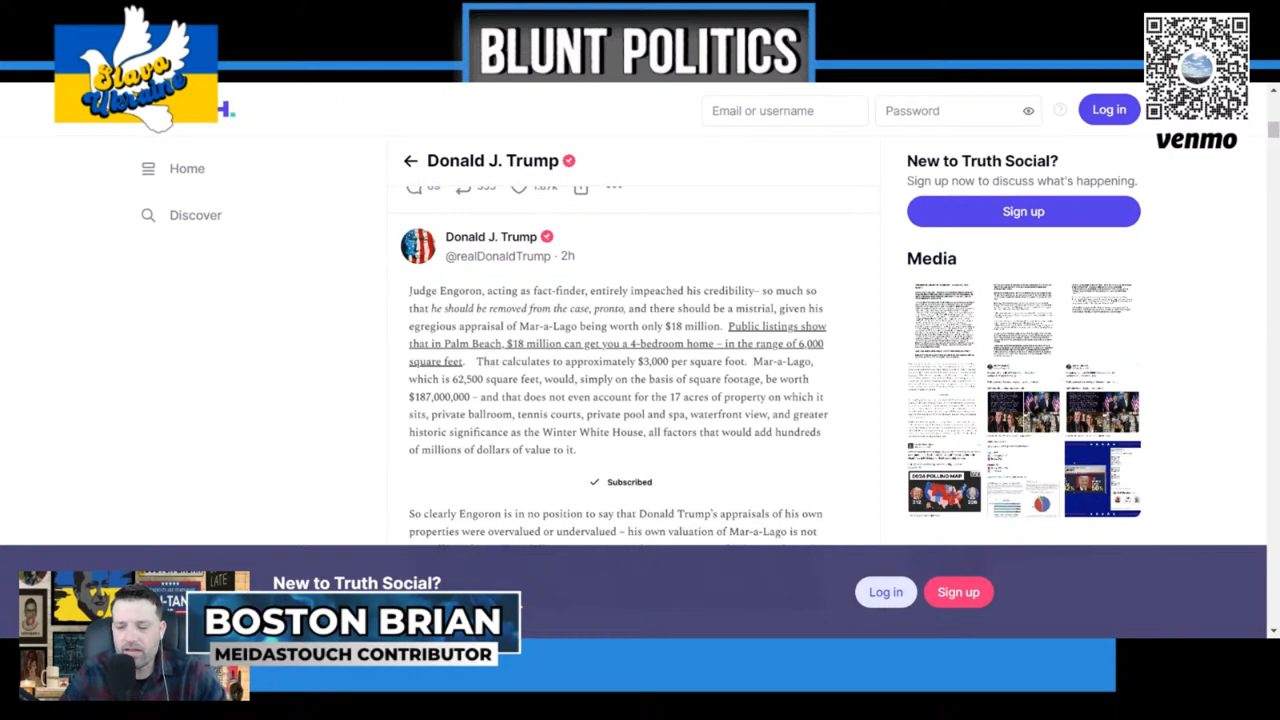 BLUNT POLITICS
Slava
Ukraine
H.
Email or username
Password
Log in
venmo
Home
Discover
Donald J. Trump
69
555
1.87k
New to Truth Social?
Sign up now to discuss what's happening.
Sign up
Media
Donald J. Trump
@realDonaldTrump · 2h
Judge Engoron, acting as fact-finder, entirely impeached his credibility– so much so
that he should be removed from the case, pronto, and there should be a mistrial, given his
egregious appraisal of Mar-a-Lago being worth only $18 million. Public listings show
that in Palm Beach, $18 million can get you a 4-bedroom home – in the range of 6,000
square feet. That calculates to approximately $3,000 per square foot. Mar-a-Lago,
which is 62,500 square feet, would, simply on the basis of square footage, be worth
$187,000,000 – and that does not even account for the 17 acres of property on which it
sits, private ballroom, tennis courts, private pool and spa, waterfront view, and greater
historic significance as the Winter White House, all factors that would add hundreds
of millions of dollars of value to it.
Subscribed
So clearly Engoron is in no position to say that Donald Trump's appraisals of his own
properties were overvalued or undervalued – his own valuation of Mar-a-Lago is not
2024 POLLING MAP
312
226
New to Truth Social?
Log in
Sign up
LATE
BOSTON BRIAN
MEIDASTOUCH CONTRIBUTOR